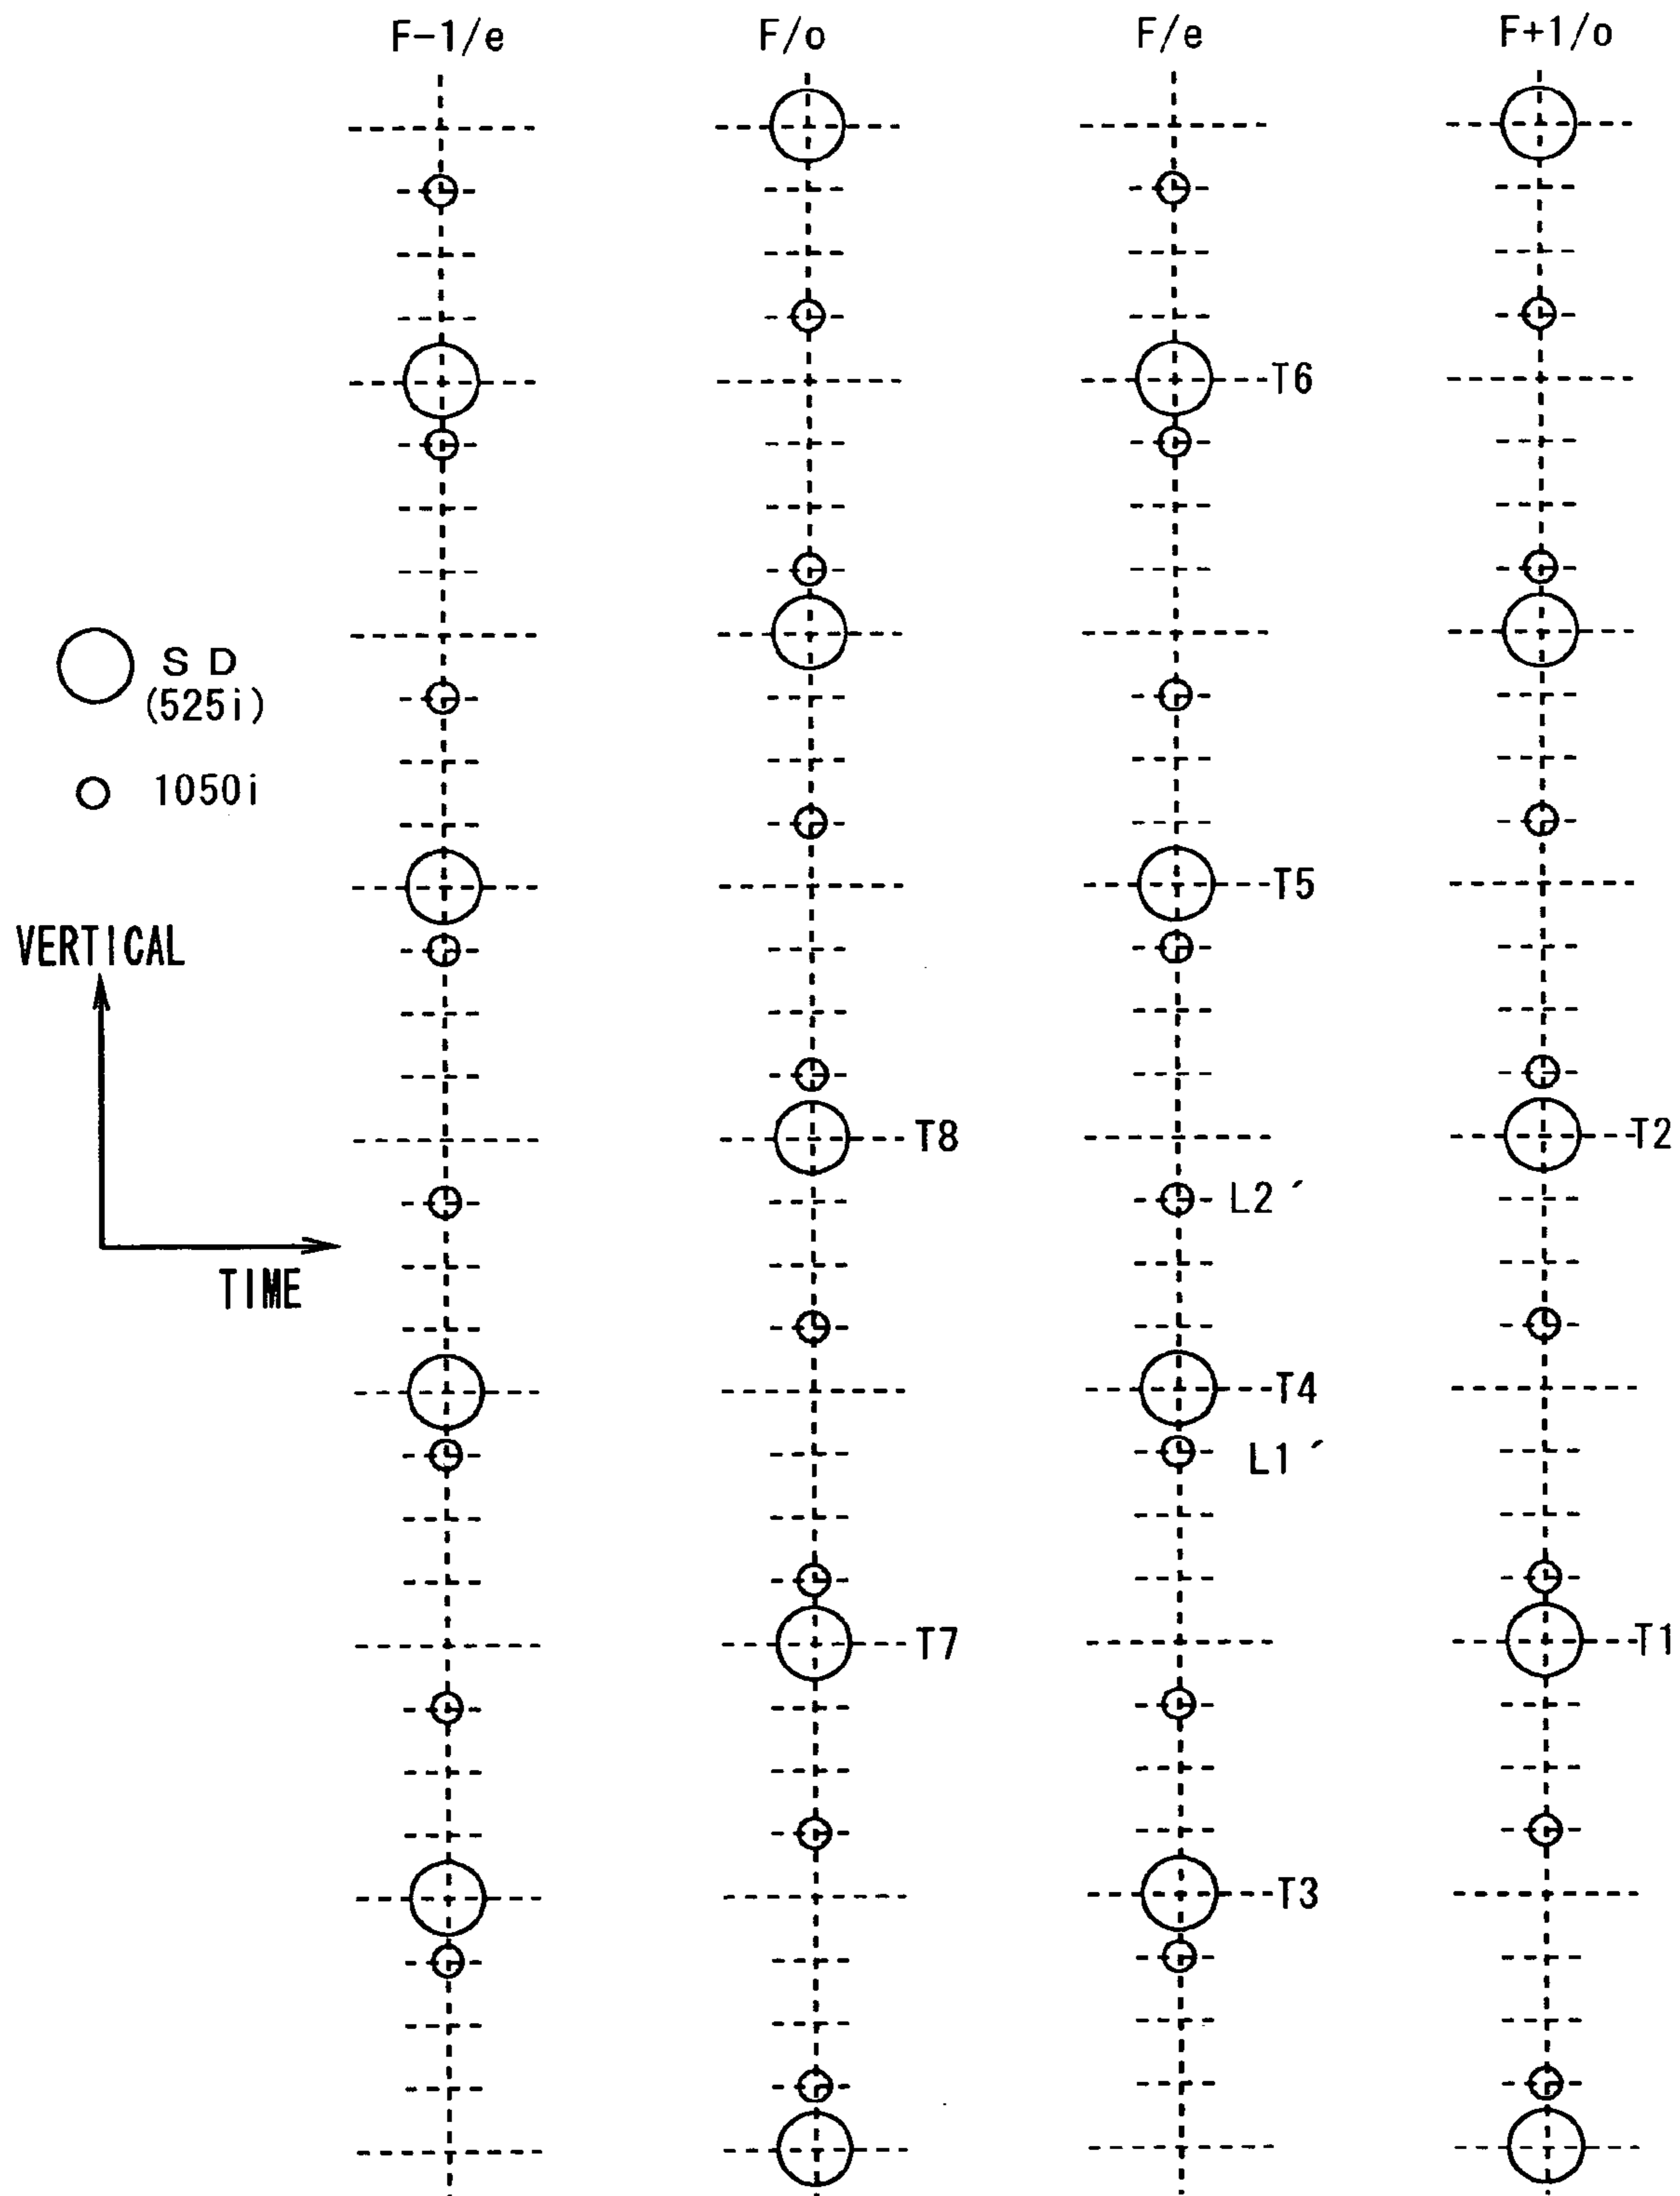 F-1/e F/o F/e F+1/o
T6
S D
(525i)
1050i
T5
VERTICAL
T8 T2
L2´
TIME
T4
L1´
T7 T1
T3